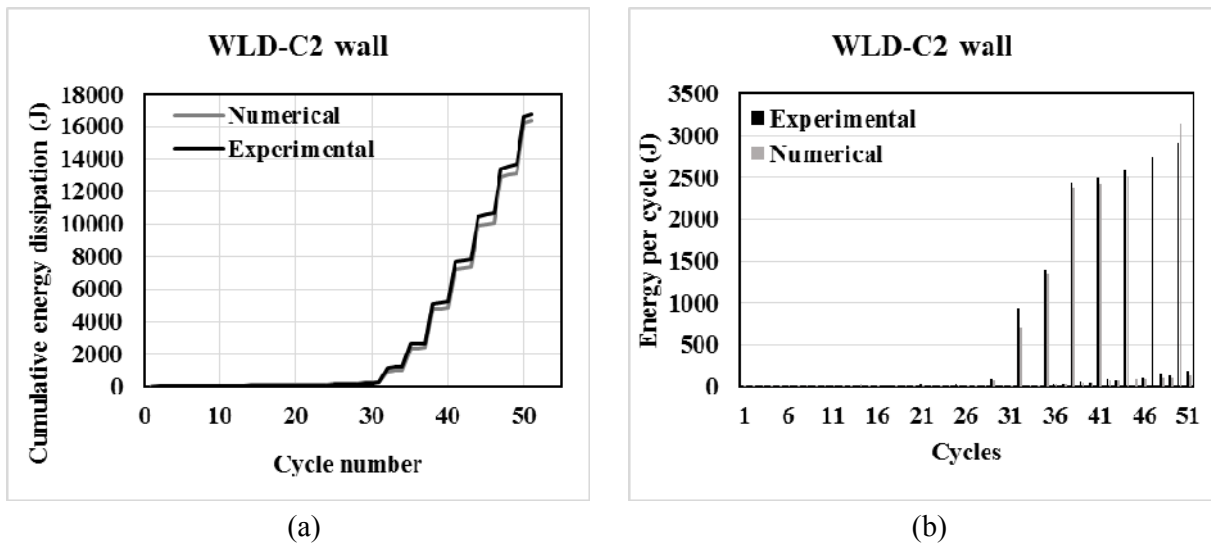 WLD-C2 wall
Cumulative energy dissipation (J)
18000
16000
14000
12000
10000
8000
6000
4000
2000
0
Numerical
Experimental
0 10 20 30 40 50
Cycle number
(a)
WLD-C2 wall
Energy per cycle (J)
3500
3000
2500
2000
1500
1000
500
0
Experimental
Numerical
1 6 11 16 21 26 31 36 41 46 51
Cycles
(b)